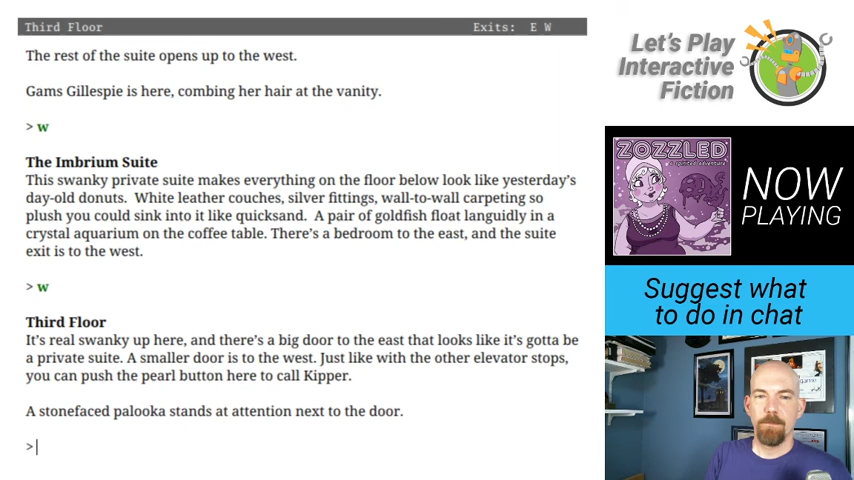 Third Floor Exits: E W
The rest of the suite opens up to the west.
Gams Gillespie is here, combing her hair at the vanity.
> w
The Imbrium Suite
This swanky private suite makes everything on the floor below look like yesterday's
day-old donuts. White leather couches, silver fittings, wall-to-wall carpeting so
plush you could sink into it like quicksand. A pair of goldfish float languidly in a
crystal aquarium on the coffee table. There's a bedroom to the east, and the suite
exit is to the west.
> w
Third Floor
It's real swanky up here, and there's a big door to the east that looks like it's gotta be
a private suite. A smaller door is to the west. Just like with the other elevator stops,
you can push the pearl button here to call Kipper.
A stonefaced palooka stands at attention next to the door.
>
Let's Play
Interactive
Fiction
ZOZZLED
a spirited adventure
NOW
PLAYING
Suggest what
to do in chat